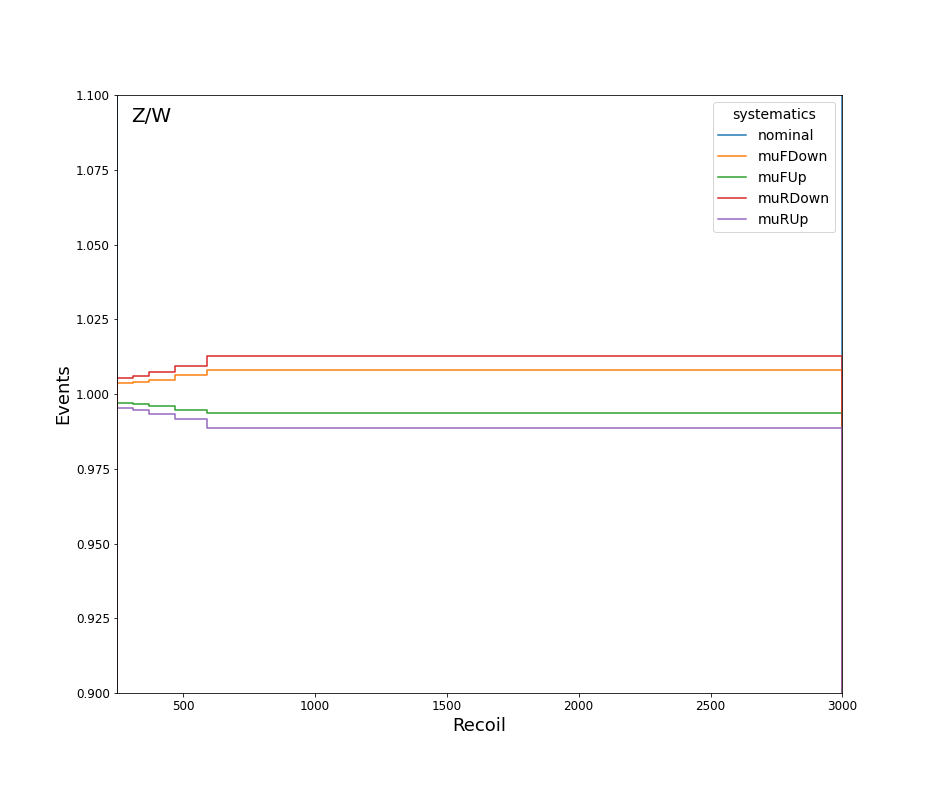 Z/W
systematics
nominal
muFDown
muFUp
muRDown
muRUp
1.100
1.075
1.050
1.025
1.000
0.975
0.950
0.925
0.900
Events
500
1000
1500
2000
2500
3000
Recoil